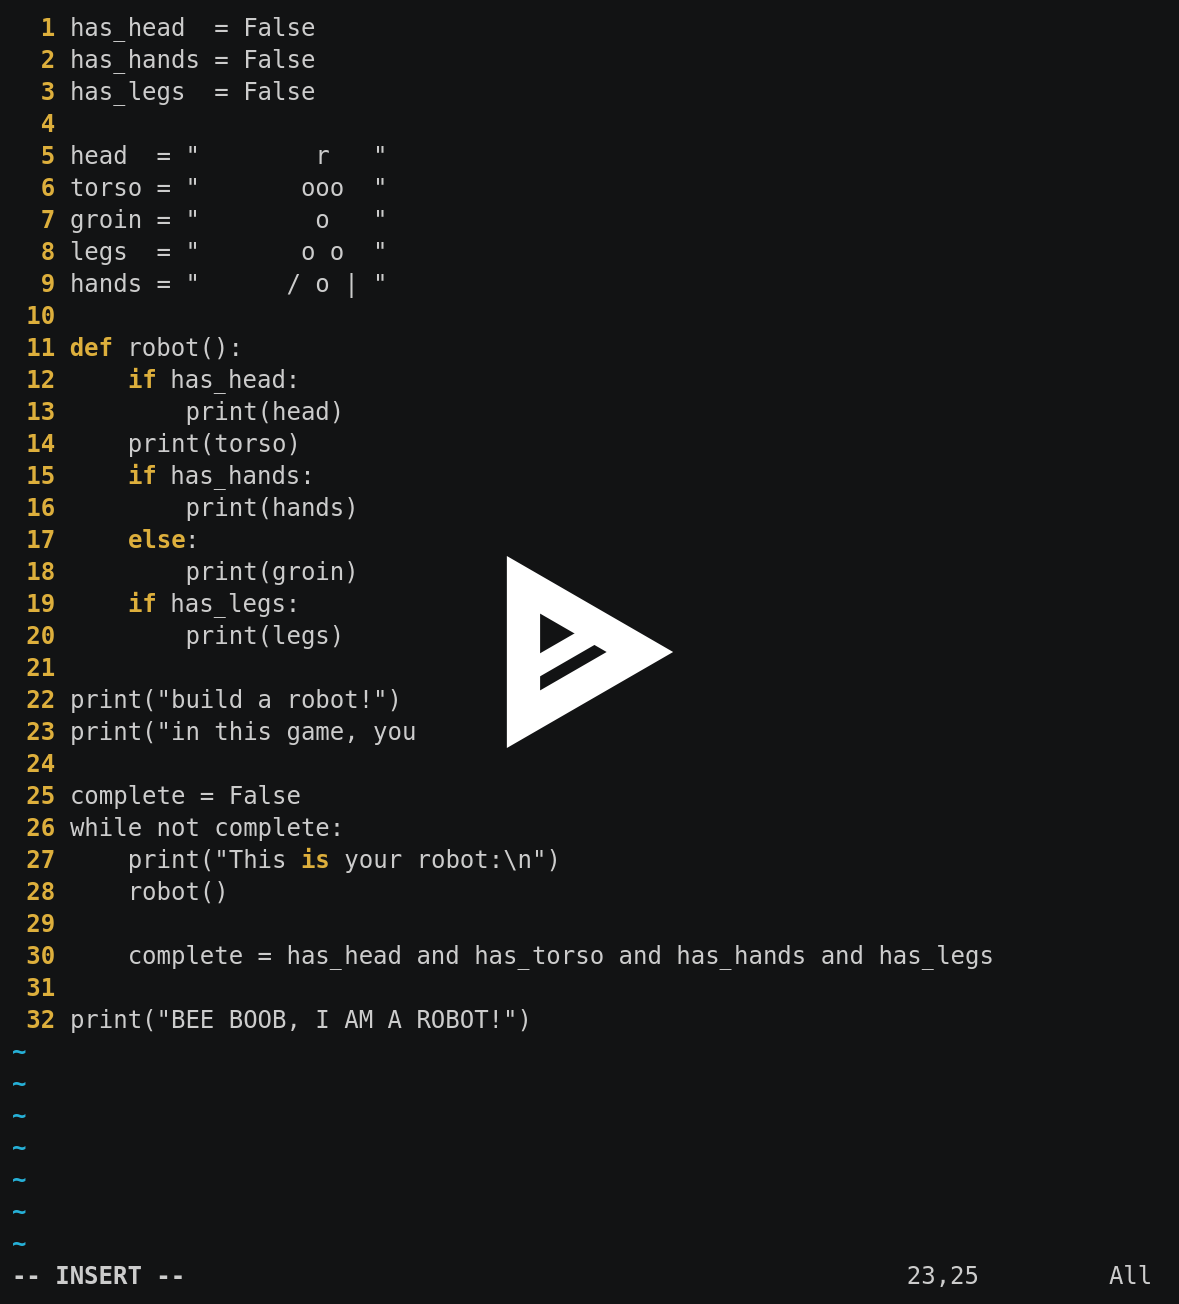 1 has_head  = False
2 has_hands = False
3 has_legs  = False
4
5 head  = "        r   "
6 torso = "       ooo  "
7 groin = "        o   "
8 legs  = "       o o  "
9 hands = "      / o | "
10
11 def robot():
12     if has_head:
13         print(head)
14     print(torso)
15     if has_hands:
16         print(hands)
17     else:
18         print(groin)
19     if has_legs:
20         print(legs)
21
22 print("build a robot!")
23 print("in this game, you
24
25 complete = False
26 while not complete:
27     print("This is your robot:\n")
28     robot()
29
30     complete = has_head and has_torso and has_hands and has_legs
31
32 print("BEE BOOB, I AM A ROBOT!")
~
~
~
~
~
~
~
-- INSERT --                                                  23,25         All